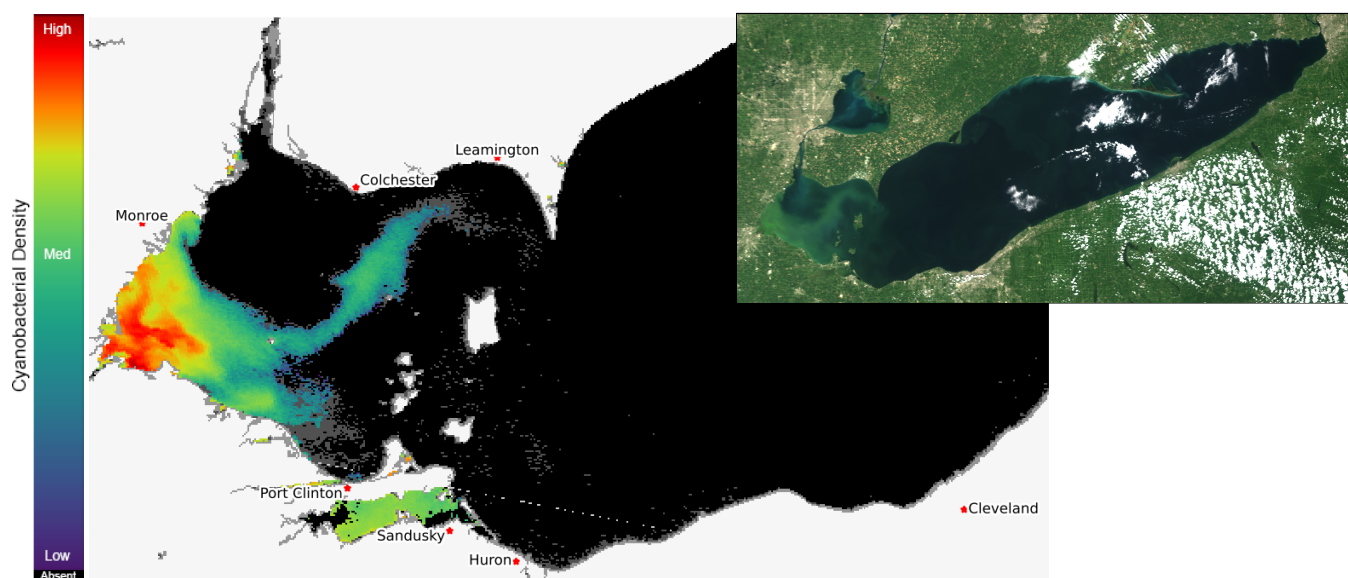 High
Med
Low
Absent
Cyanobacterial Density
Monroe
Colchester
Leamington
Port Clinton
Sandusky
Huron
Cleveland